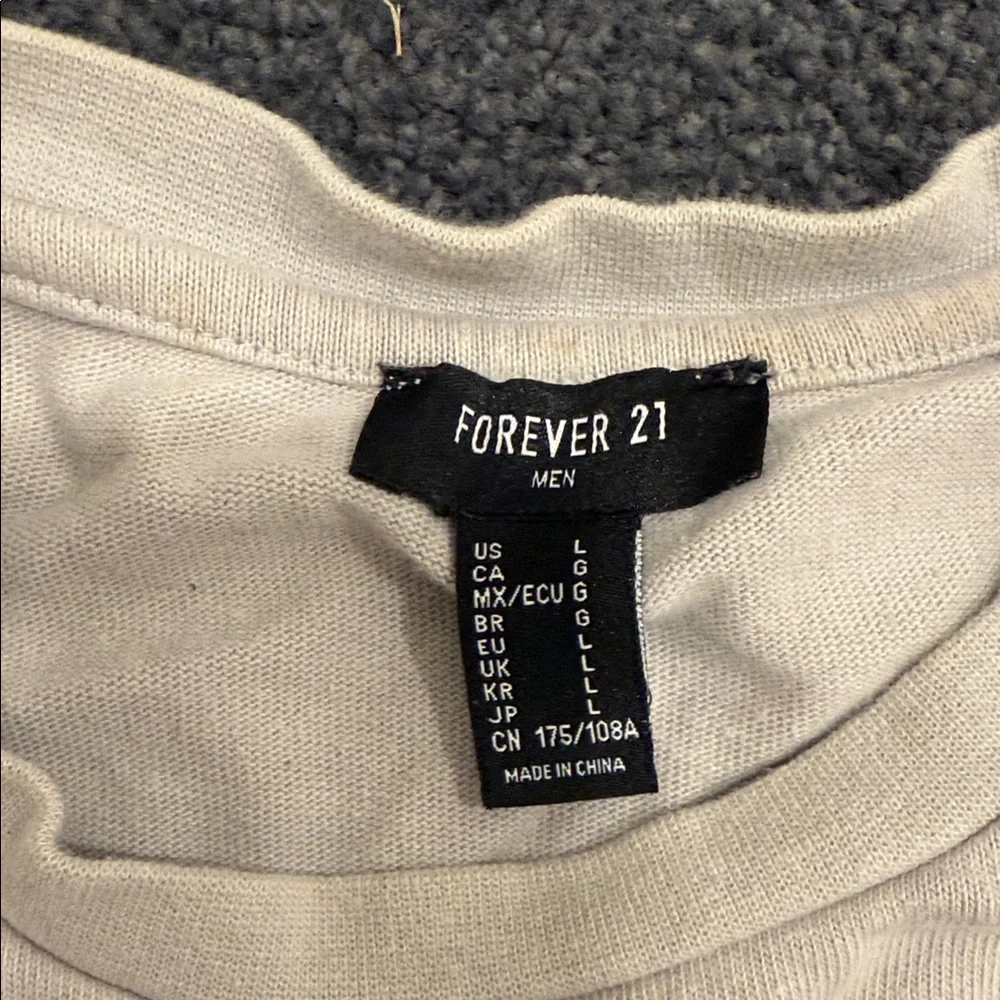 FOREVER 21
MEN
US L
CA G
MX/ECU G
BR G
EU L
UK L
KR L
JP L
CN 175/108A
MADE IN CHINA